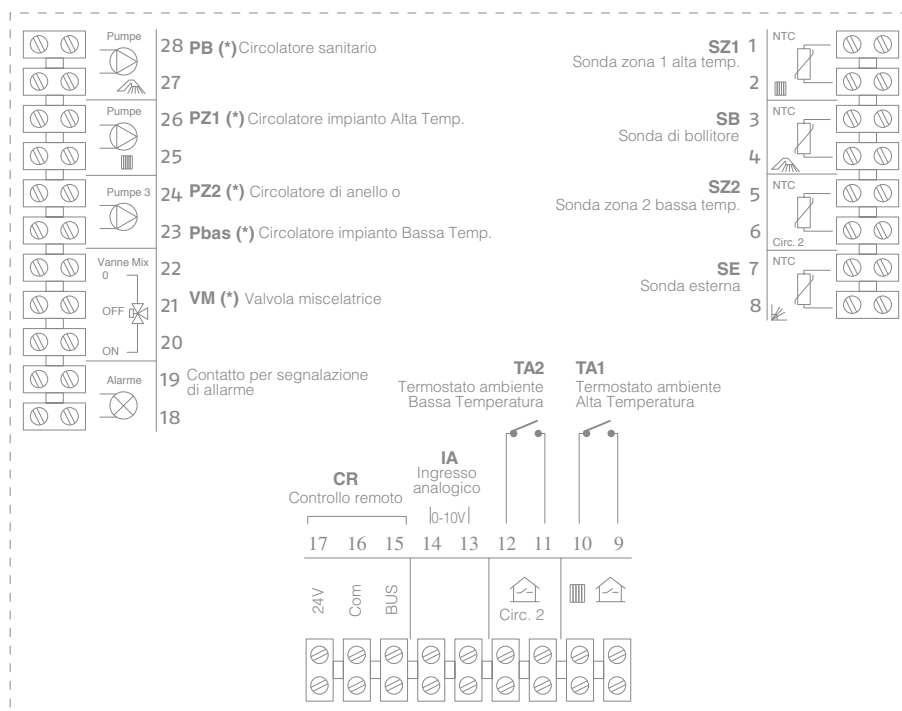 Pumpe
28 PB (*) Circolatore sanitario
27
Pumpe
26 PZ1 (*) Circolatore impianto Alta Temp.
25
Pumpe 3
24 PZ2 (*) Circolatore di anello o
23 Pbas (*) Circolatore impianto Bassa Temp.
Vanne Mix
0
22
OFF
21 VM (*) Valvola miscelatrice
20
ON
Alarme
19 Contatto per segnalazione
di allarme
18
SZ1 1 NTC
Sonda zona 1 alta temp.
2
SB 3 NTC
Sonda di bollitore
4
SZ2 5 NTC
Sonda zona 2 bassa temp.
6
Circ. 2
SE 7 NTC
Sonda esterna
8
TA2
Termostato ambiente
Bassa Temperatura
TA1
Termostato ambiente
Alta Temperatura
IA
Ingresso
analogico
0-10V
CR
Controllo remoto
17 16 15 14 13 12 11 10 9
24V
Com
BUS
Circ. 2